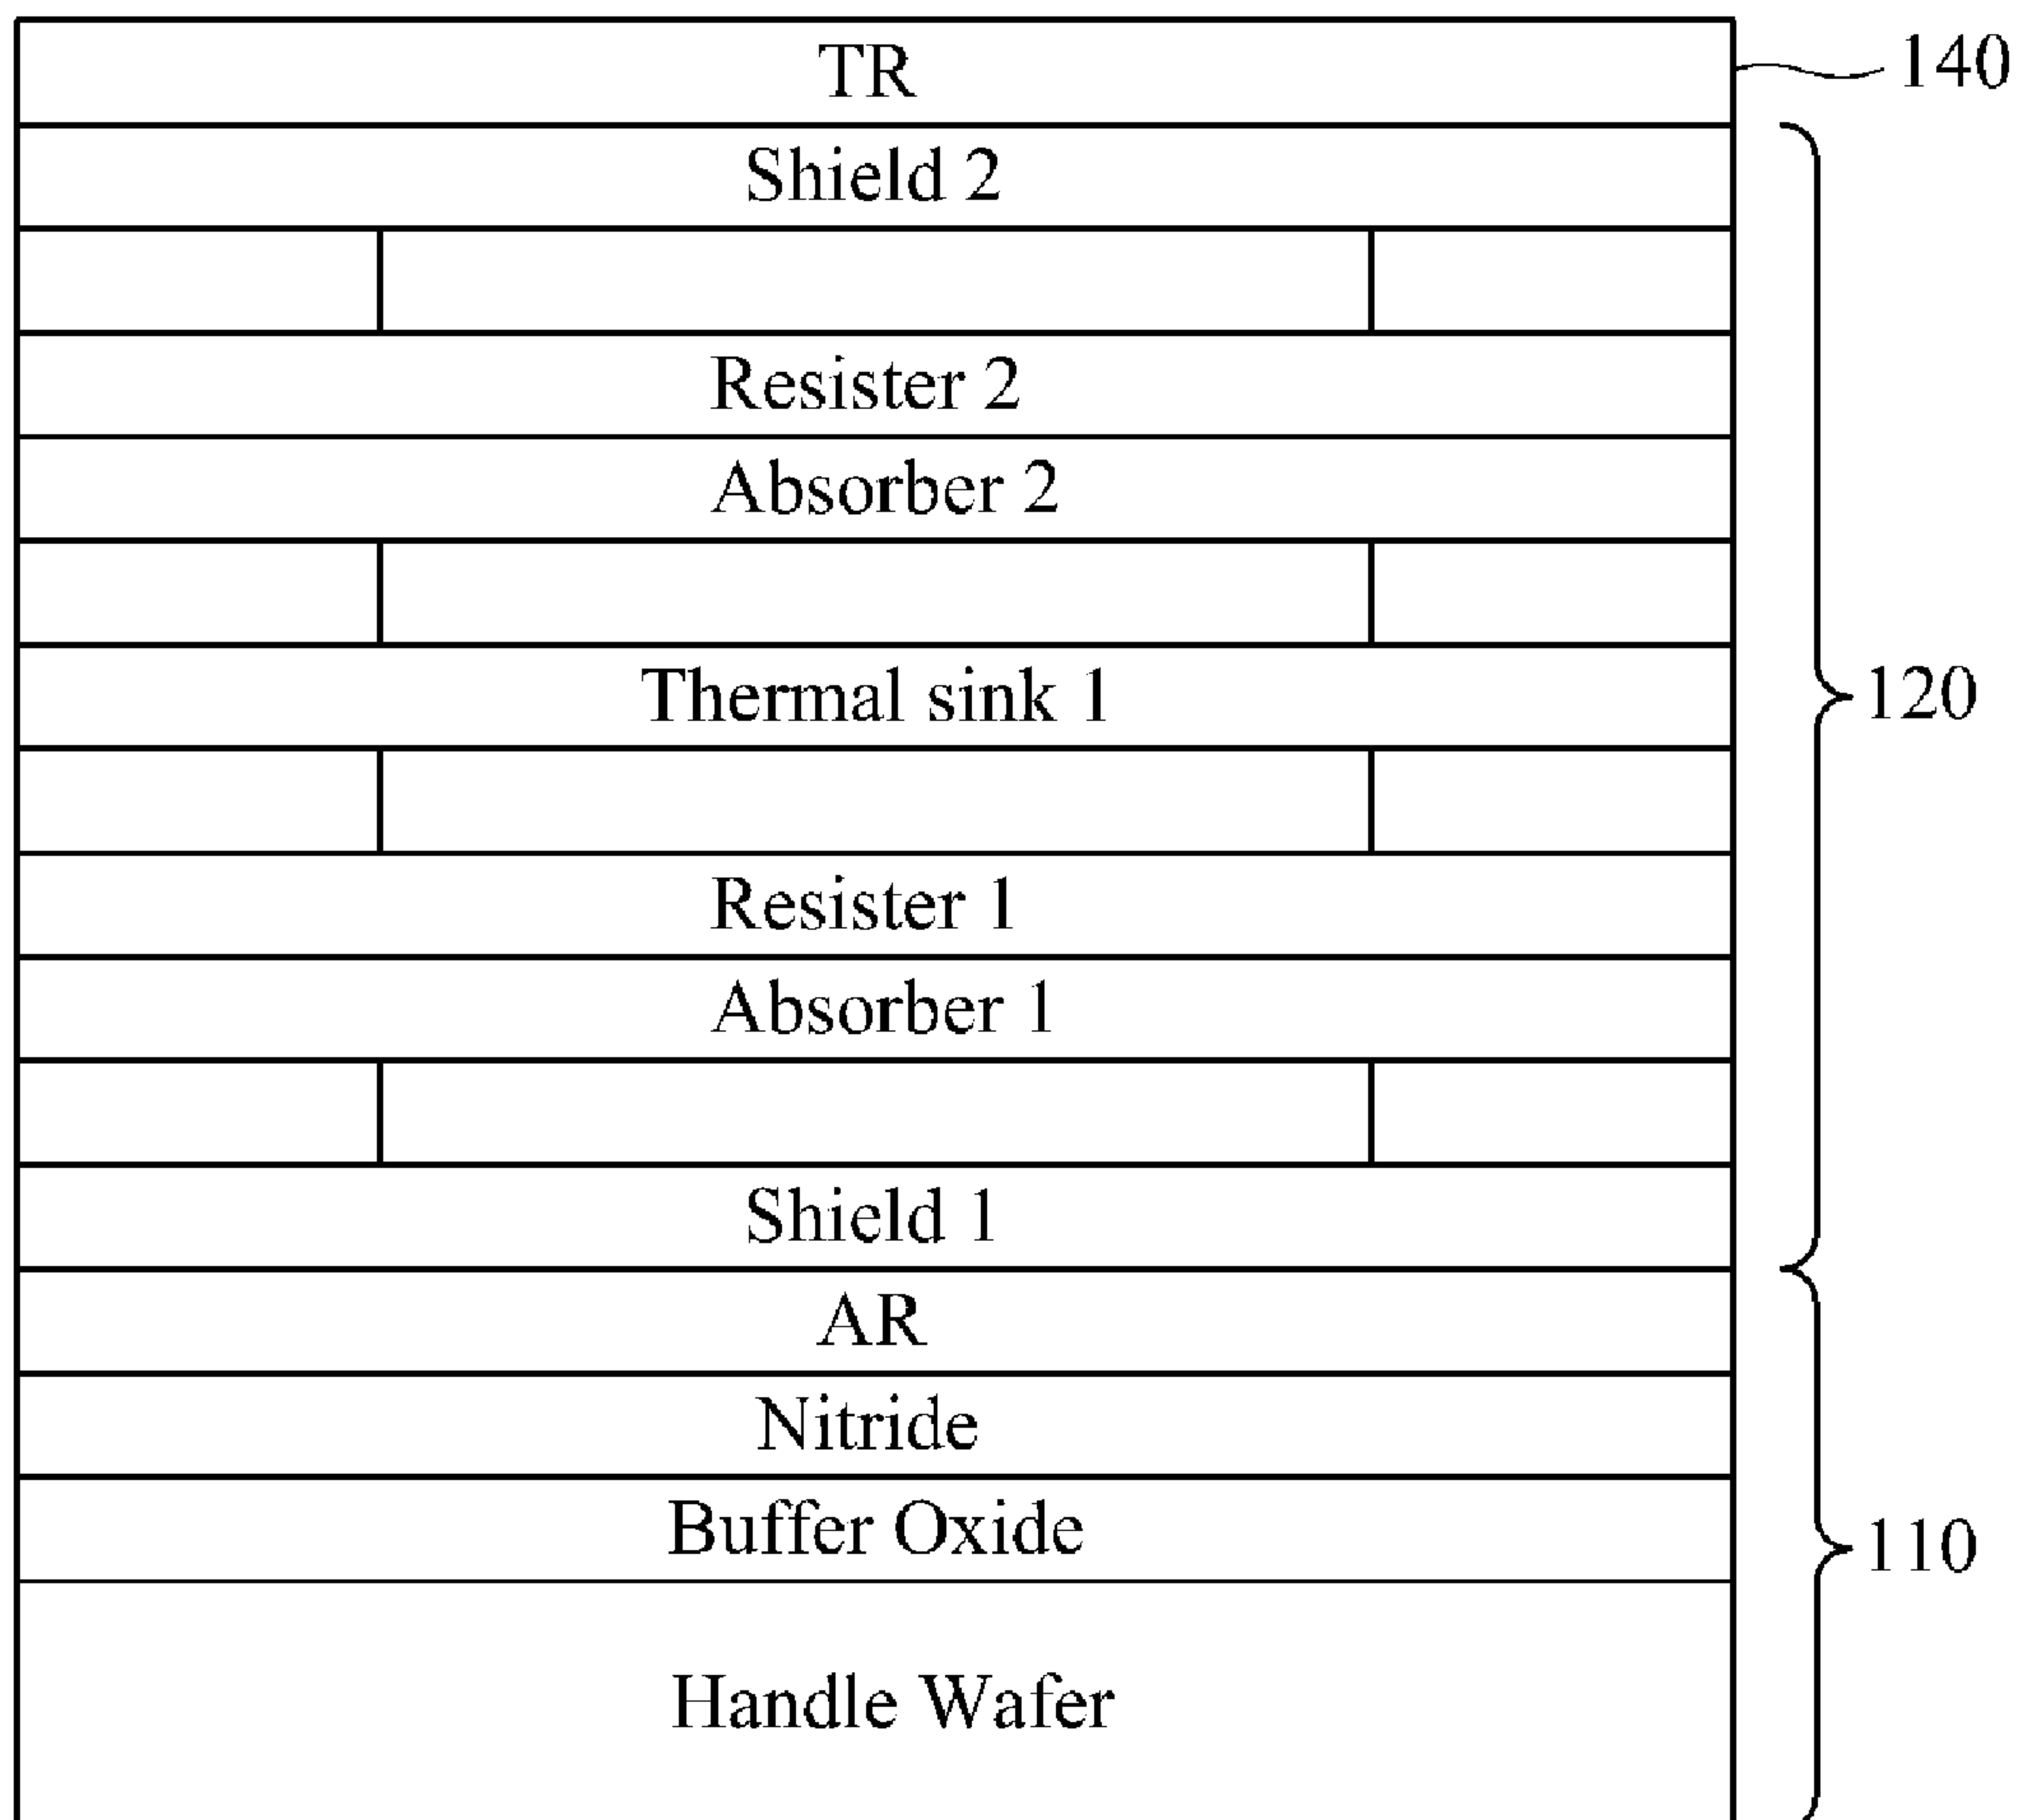 TR
140
Shield 2
Resister 2
Absorber 2
Thermal sink 1
120
Resister 1
Absorber 1
Shield 1
AR
Nitride
Buffer Oxide
110
Handle Wafer